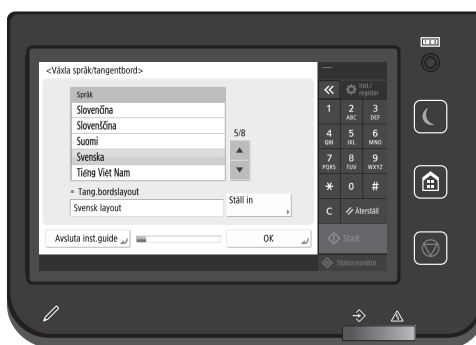 <Växla språk/tangentbord>
Språk
Slovenčina
Slovenščina
Suomi
Svenska
Tiếng Việt Nam
5/8
Tang.bordslayout
Svensk layout
Ställ in
Avsluta inst.guide
OK
Inst./
register
1 2 ABC 3 DEF
4 GHI 5 JKL 6 MNO
7 PQRS 8 TUV 9 WXYZ
* 0 #
C Återställ
Start
Statusmonitor